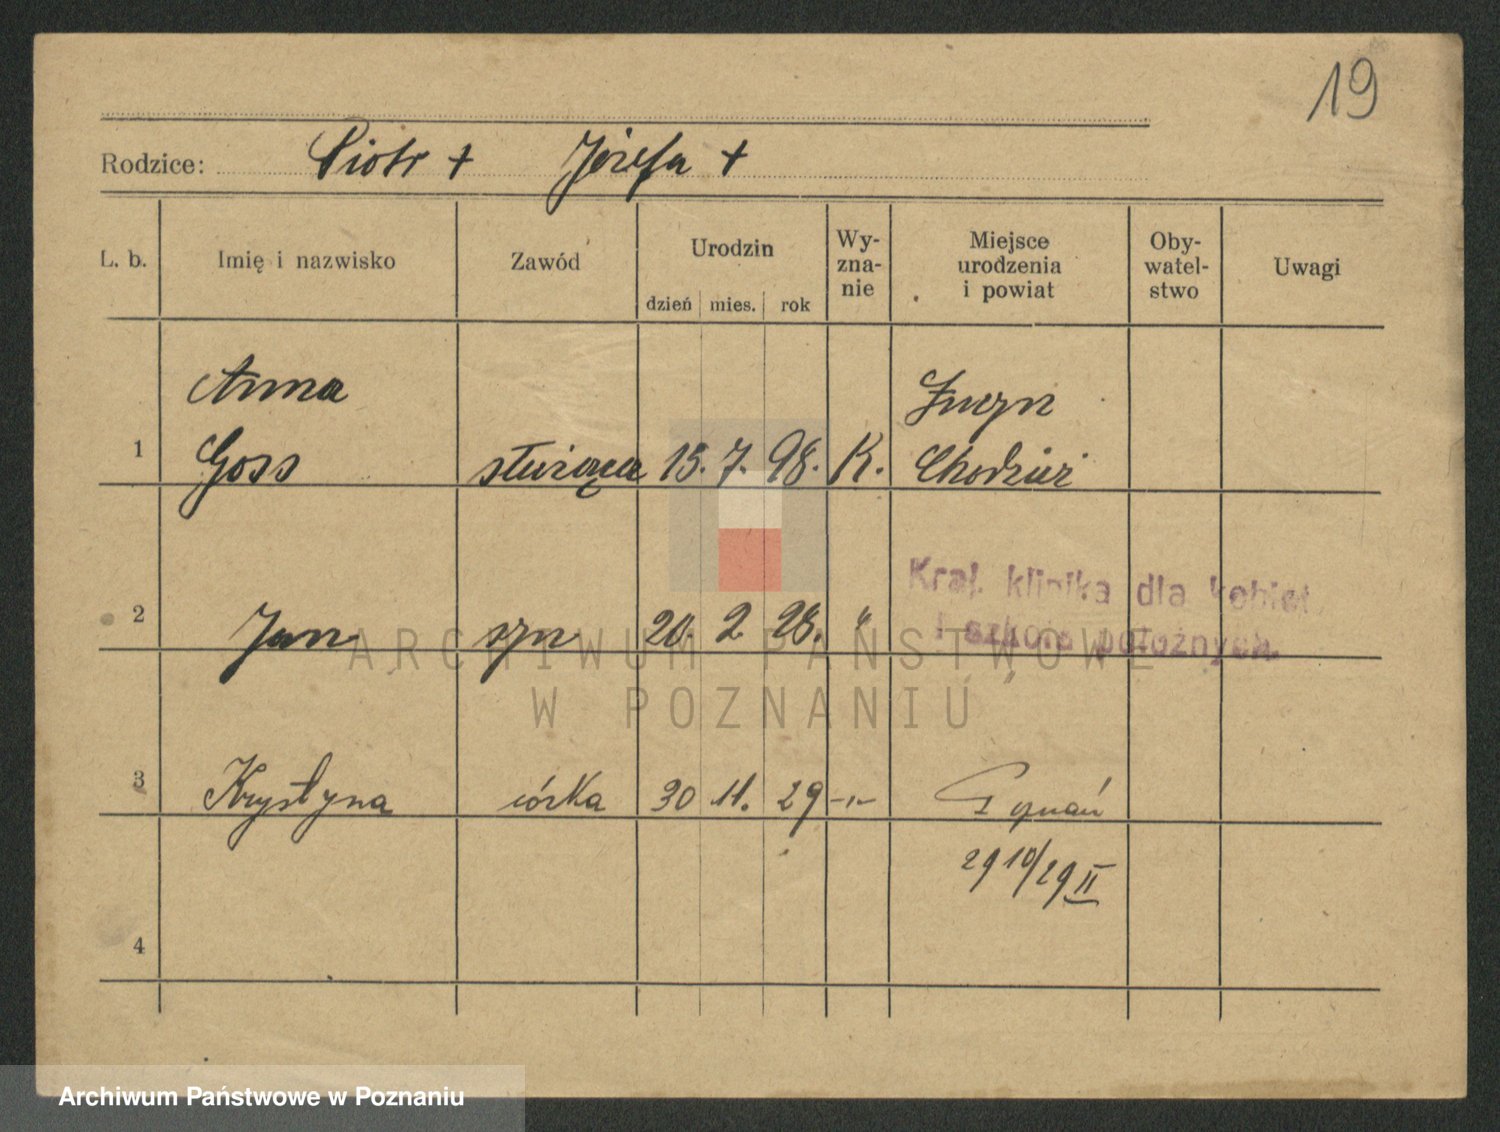 19
Rodzice: Piotr + Józefa +
L. b. Imię i nazwisko Zawód Urodzin dzień mies. rok Wy-zna-nie Miejsce urodzenia i powiat Oby-watel-stwo Uwagi
Anna
1 Goss służąca 15. 7. 98. K. Chodzież
Kraj. klinika dla kobiet
i szkoła położnych.
2 Jan syn 20. 2. 28. "
ARCHIWUM PAŃSTWOWE
W POZNANIU
3 Krystyna córka 30 11. 29 -"- Poznań
29 10/29 II
4
Archiwum Państwowe w Poznaniu